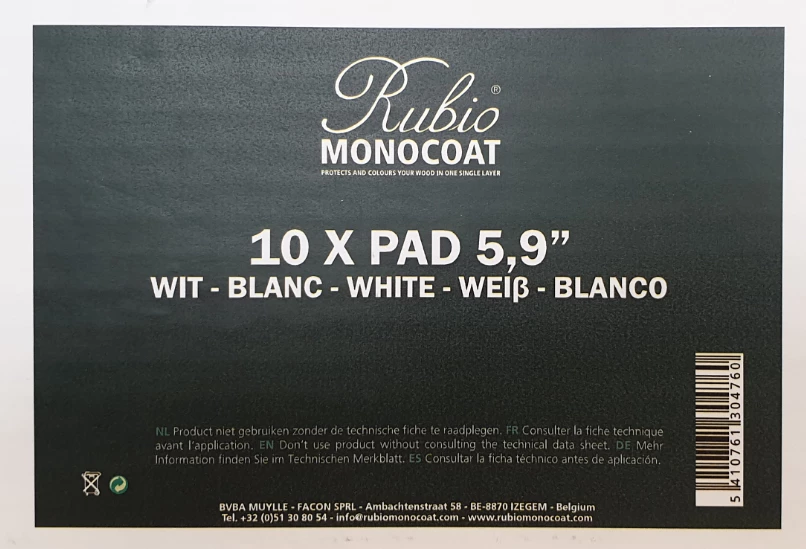 Rubio®
MONOCOAT
PROTECTS AND COLOURS YOUR WOOD IN ONE SINGLE LAYER
10 X PAD 5,9”
WIT - BLANC - WHITE - WEIβ - BLANCO
NL Product niet gebruiken zonder de technische fiche te raadplegen. FR Consulter la fiche technique
avant l'application. EN Don't use product without consulting the technical data sheet. DE Mehr
Information finden Sie im Technischen Merkblatt. ES Consultar la ficha téchnico antes de aplicación.
5 410761 304760
BVBA MUYLLE - FACON SPRL - Ambachtenstraat 58 - BE-8870 IZEGEM - Belgium
Tel. +32 (0)51 30 80 54 - info@rubiomonocoat.com - www.rubiomonocoat.com